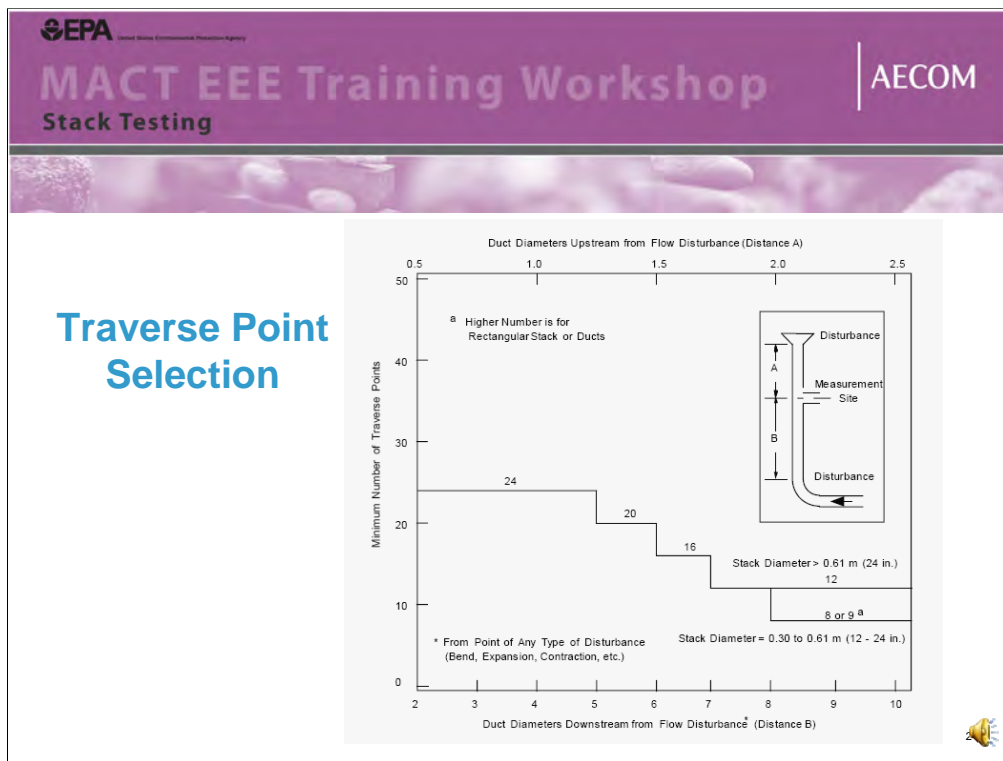 EPA United States Environmental Protection Agency
MACT EEE Training Workshop
AECOM
Stack Testing
Traverse Point
Selection
Duct Diameters Upstream from Flow Disturbance (Distance A)
0.5 1.0 1.5 2.0 2.5
50
40
30
20
10
0
Minimum Number of Traverse Points
a Higher Number is for
Rectangular Stack or Ducts
Disturbance
A
Measurement
Site
B
Disturbance
24
20
16
Stack Diameter > 0.61 m (24 in.)
12
8 or 9 a
Stack Diameter = 0.30 to 0.61 m (12 - 24 in.)
* From Point of Any Type of Disturbance
(Bend, Expansion, Contraction, etc.)
2 3 4 5 6 7 8 9 10
Duct Diameters Downstream from Flow Disturbance* (Distance B)